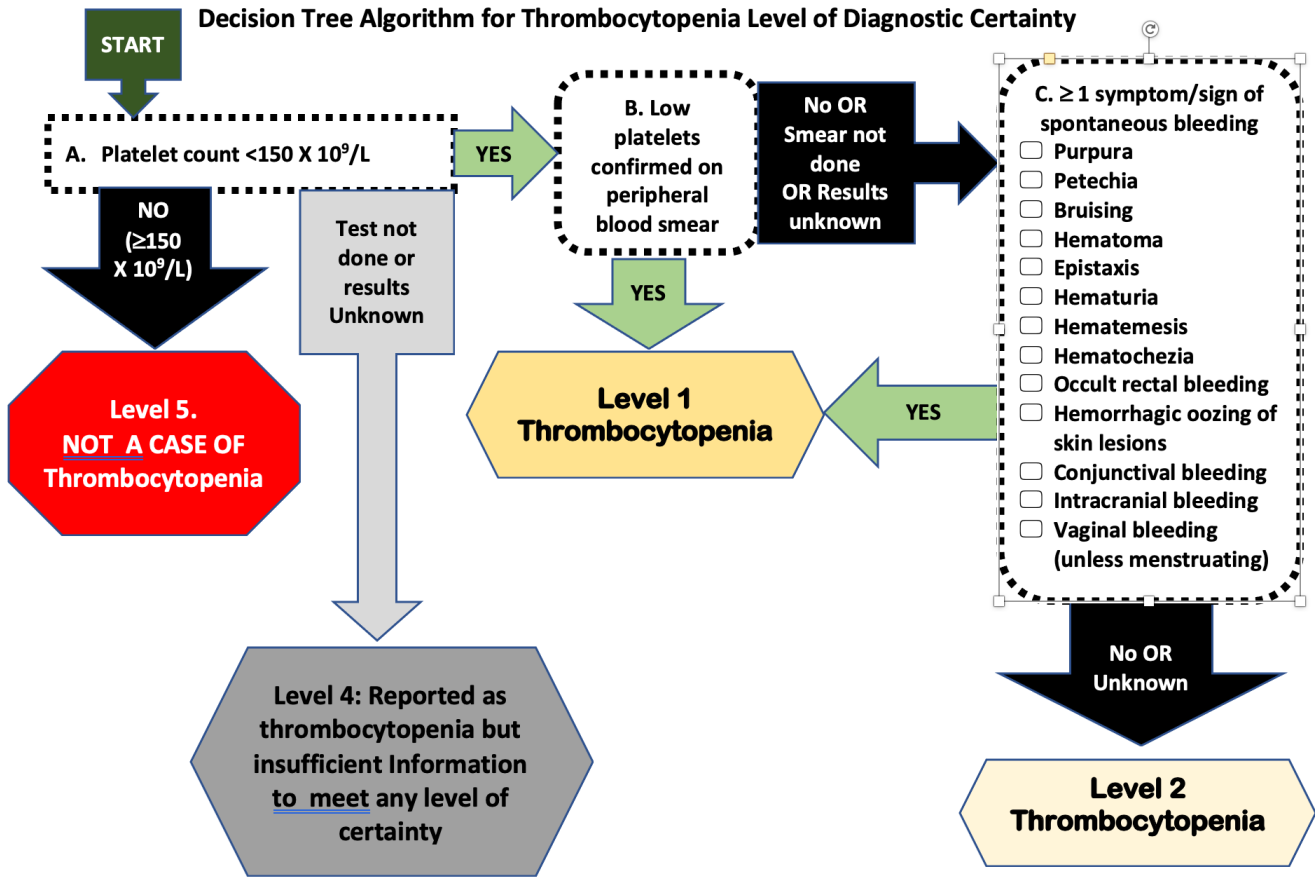 Decision Tree Algorithm for Thrombocytopenia Level of Diagnostic Certainty
START
A. Platelet count <150 X 10⁹/L
YES
B. Low
platelets
confirmed on
peripheral
blood smear
No OR
Smear not
done
OR Results
unknown
C. ≥ 1 symptom/sign of
spontaneous bleeding
Purpura
Petechia
Bruising
Hematoma
Epistaxis
Hematuria
Hematemesis
Hematochezia
Occult rectal bleeding
Hemorrhagic oozing of
skin lesions
Conjunctival bleeding
Intracranial bleeding
Vaginal bleeding
(unless menstruating)
NO
(≥150
X 10⁹/L)
Test not
done or
results
Unknown
YES
YES
Level 5.
NOT A CASE OF
Thrombocytopenia
Level 1
Thrombocytopenia
Level 4: Reported as
thrombocytopenia but
insufficient Information
to meet any level of
certainty
No OR
Unknown
Level 2
Thrombocytopenia